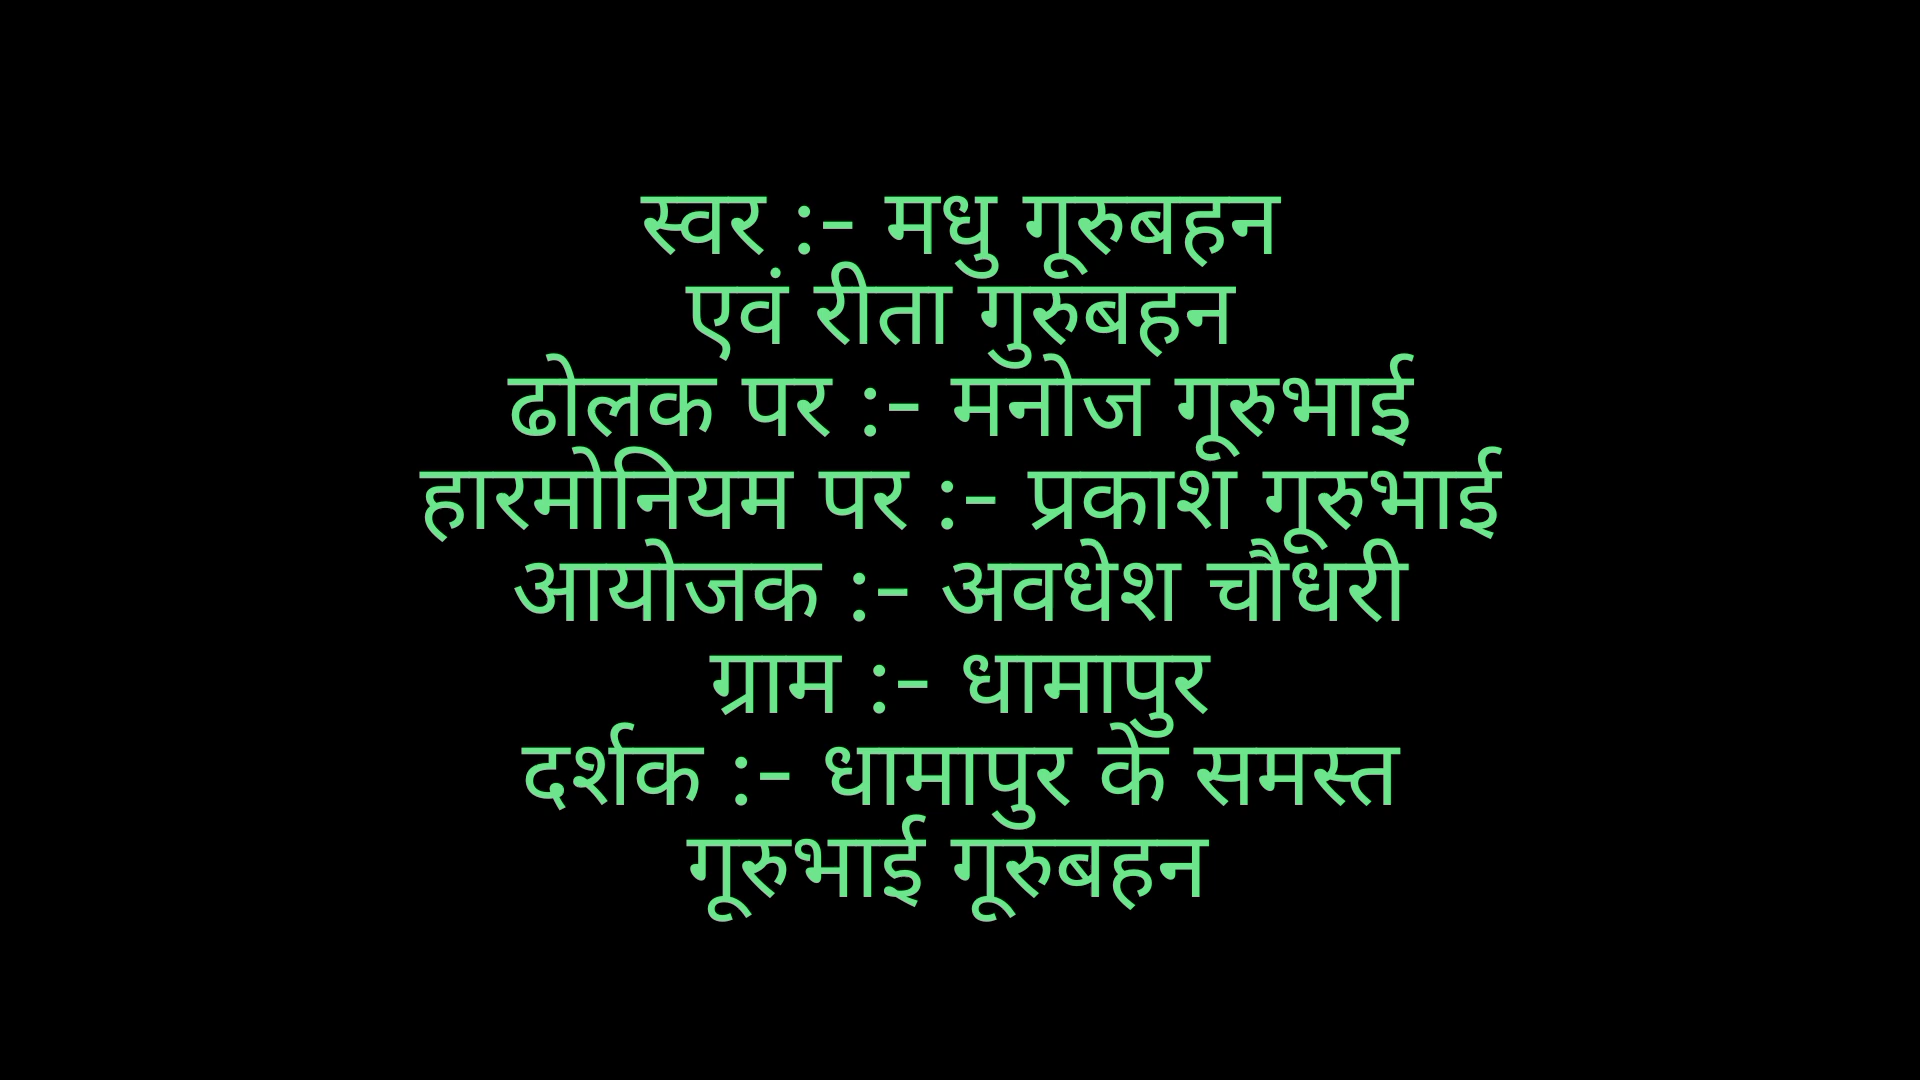 स्वर :- मधु गूरुबहन
एवं रीता गुरुबहन
ढोलक पर :- मनोज गूरुभाई
हारमोनियम पर :- प्रकाश गूरुभाई
आयोजक :- अवधेश चौधरी
ग्राम :- धामापुर
दर्शक :- धामापुर के समस्त
गूरुभाई गूरुबहन